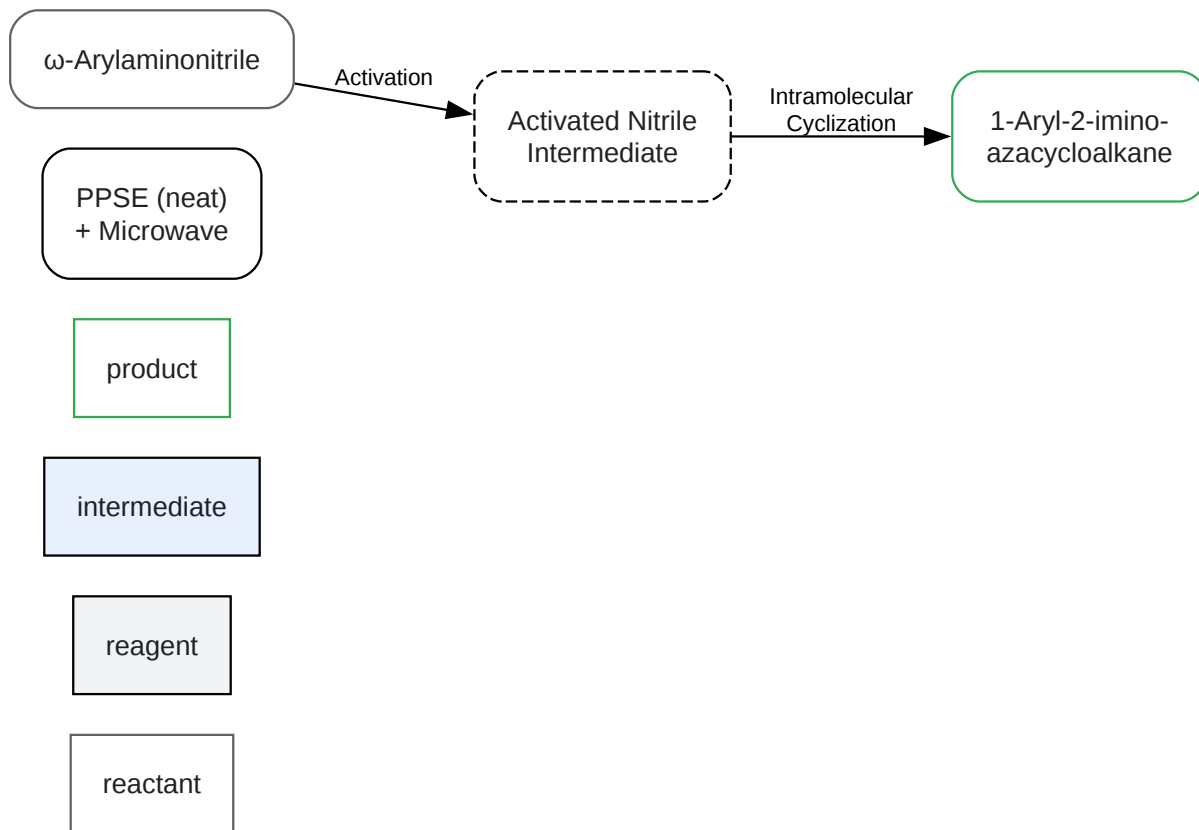 ω-Arylaminonitrile
Activation
Activated Nitrile
Intermediate
Intramolecular
Cyclization
1-Aryl-2-imino-
azacycloalkane
PPSE (neat)
+ Microwave
product
intermediate
reagent
reactant